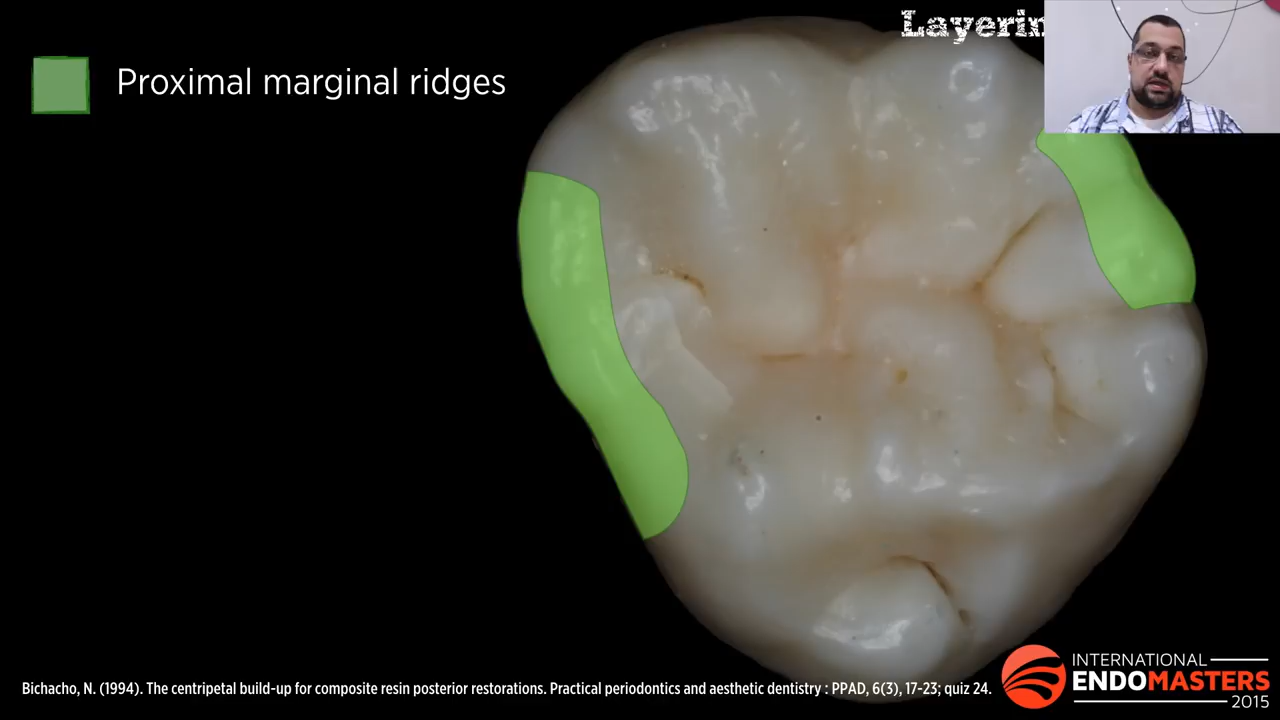 Proximal marginal ridges
Bichacho, N. (1994). The centripetal build-up for composite resin posterior restorations. Practical periodontics and aesthetic dentistry : PPAD, 6(3), 17-23; quiz 24.
INTERNATIONAL
ENDOMASTERS
2015